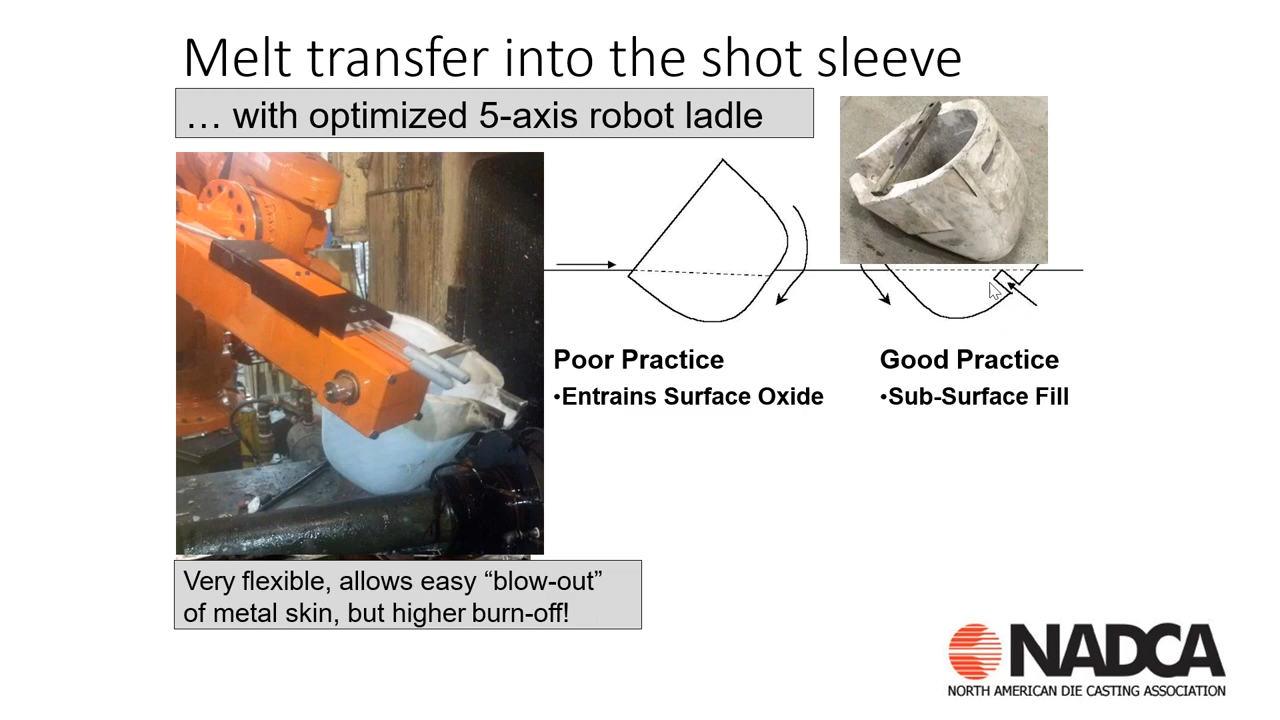 Melt transfer into the shot sleeve
… with optimized 5-axis robot ladle
Poor Practice
•Entrains Surface Oxide
Good Practice
•Sub-Surface Fill
Very flexible, allows easy “blow-out”
of metal skin, but higher burn-off!
NADCA
NORTH AMERICAN DIE CASTING ASSOCIATION